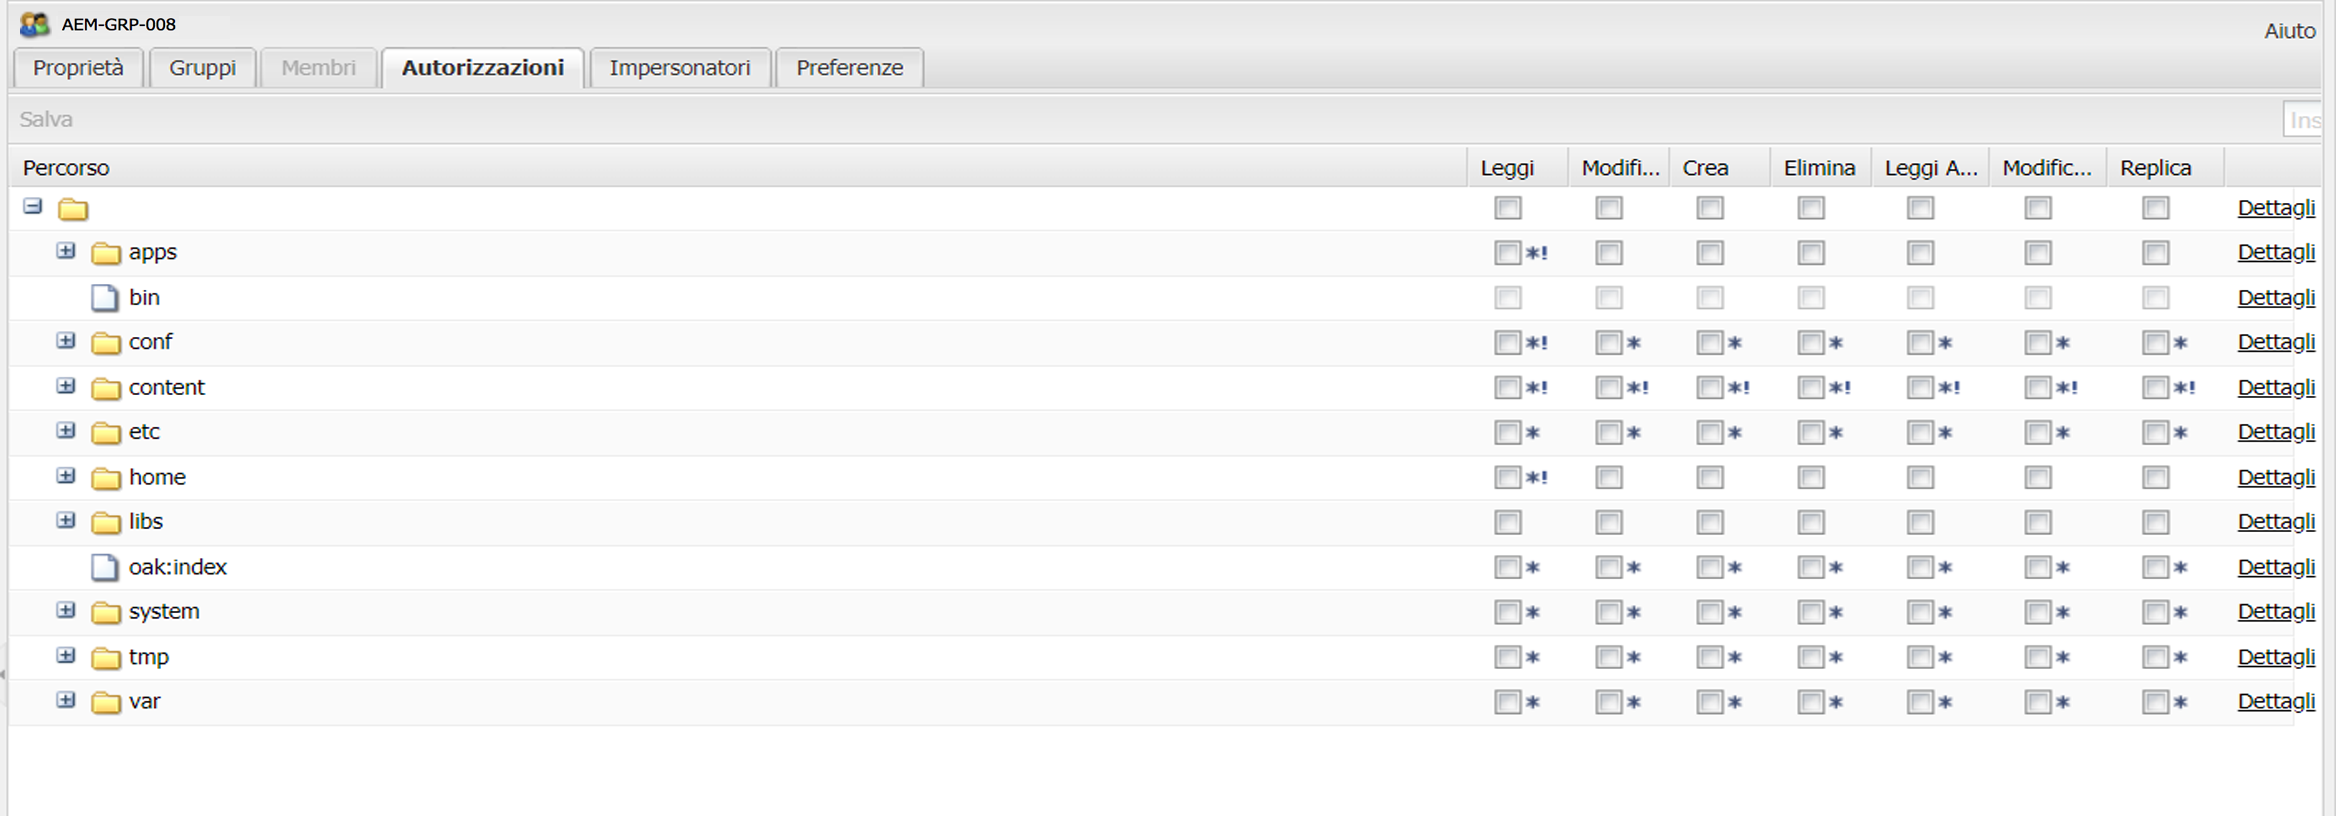 AEM-GRP-008
Aiuto
Proprietà Gruppi Membri Autorizzazioni Impersonatori Preferenze
Salva Ins
Percorso Leggi Modifi... Crea Elimina Leggi A... Modific... Replica
Dettagli
apps *! Dettagli
bin Dettagli
conf *! * * * * * * Dettagli
content *! *! *! *! *! *! *! Dettagli
etc * * * * * * * Dettagli
home *! Dettagli
libs Dettagli
oak:index * * * * * * * Dettagli
system * * * * * * * Dettagli
tmp * * * * * * * Dettagli
var * * * * * * * Dettagli